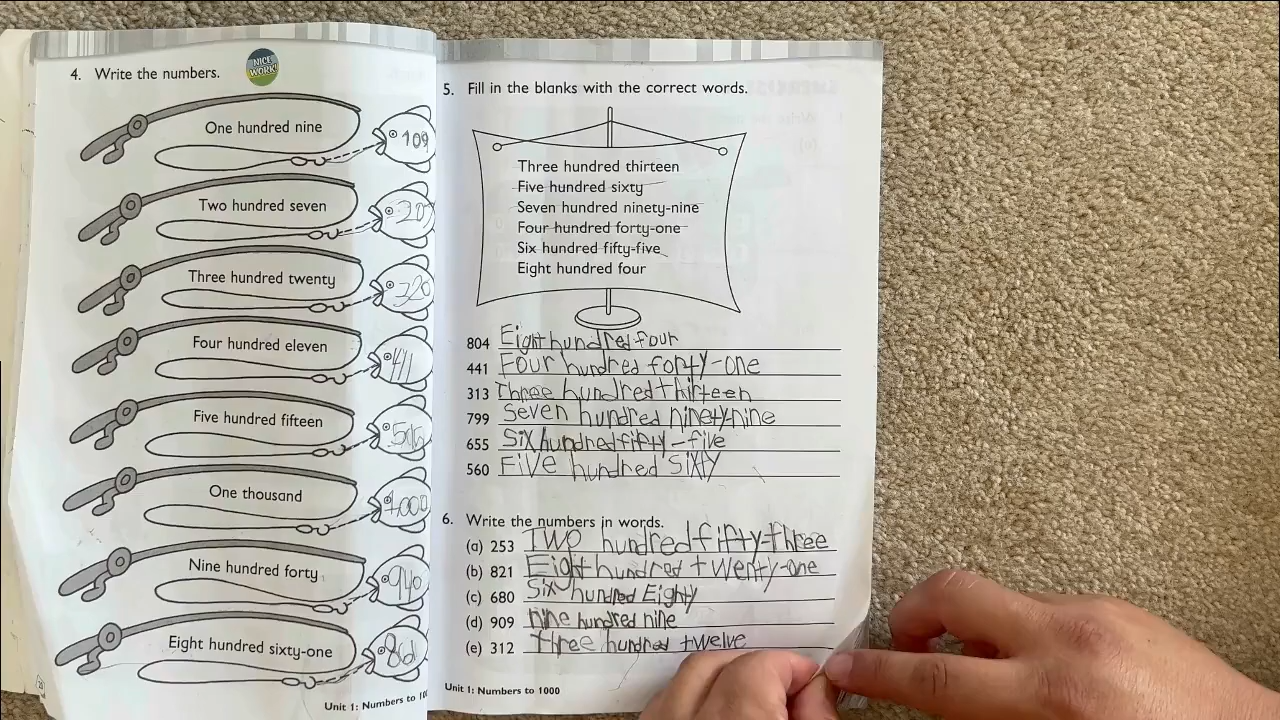 4. Write the numbers.
NICE WORK!
One hundred nine
109
Two hundred seven
207
Three hundred twenty
320
Four hundred eleven
411
Five hundred fifteen
One thousand
1000
Nine hundred forty
940
Eight hundred sixty-one
861
Unit 1: Numbers to
5. Fill in the blanks with the correct words.
Three hundred thirteen
Five hundred sixty
Seven hundred ninety-nine
Four hundred forty-one
Six hundred fifty-five
Eight hundred four
804 Eight hundred four
441 Four hundred forty-one
313 Three hundred thirteen
799 Seven hundred ninety-nine
655 Six hundred fifty-five
560 Five hundred sixty
6. Write the numbers in words.
(a) 253 Two hundred fifty-three
(b) 821 Eight hundred twenty-one
(c) 680 Six hundred Eighty
(d) 909 nine hundred nine
(e) 312 three hundred twelve
Unit 1: Numbers to 1000